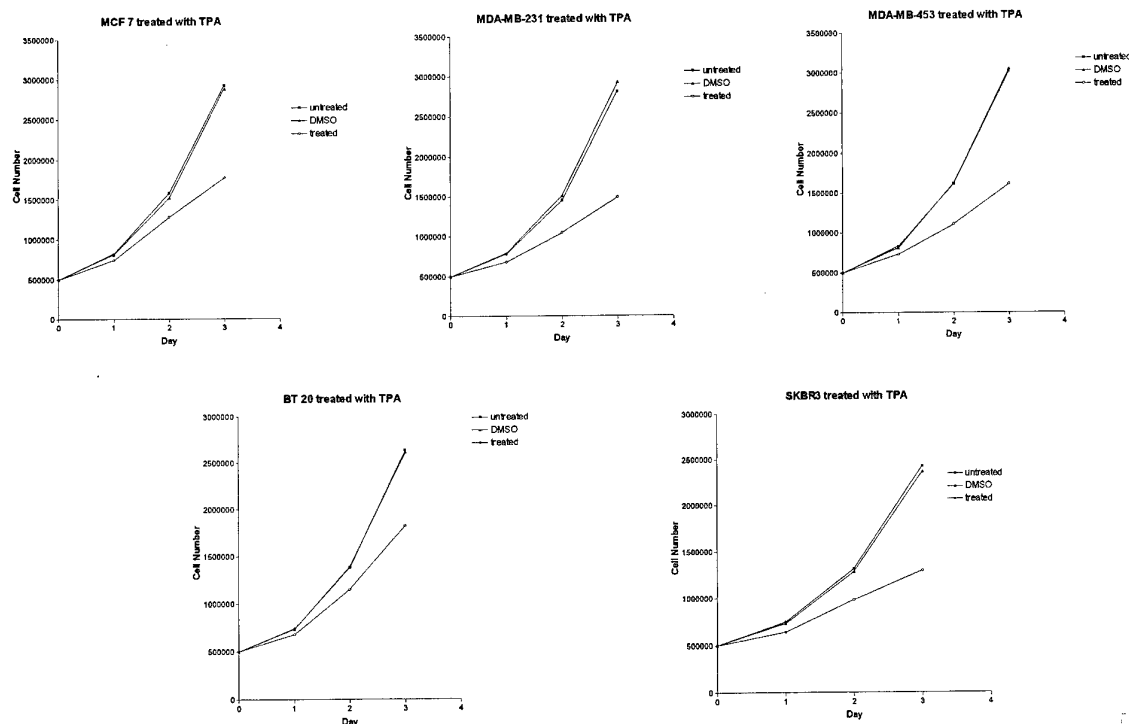 MCF 7 treated with TPA
3500000
3000000
2500000
2000000
1500000
1000000
500000
0
Cell Number
0 1 2 3 4
Day
untreated
DMSO
treated
MDA-MB-231 treated with TPA
3500000
3000000
2500000
2000000
1500000
1000000
500000
0
Cell Number
0 1 2 3 4
Day
untreated
DMSO
treated
MDA-MB-453 treated with TPA
3500000
3000000
2500000
2000000
1500000
1000000
500000
0
Cell Number
0 1 2 3 4
Day
untreated
DMSO
treated
BT 20 treated with TPA
3000000
2500000
2000000
1500000
1000000
500000
0
Cell Number
0 1 2 3 4
Day
untreated
DMSO
treated
SKBR3 treated with TPA
3000000
2500000
2000000
1500000
1000000
500000
0
Cell Number
0 1 2 3 4
Day
untreated
DMSO
treated